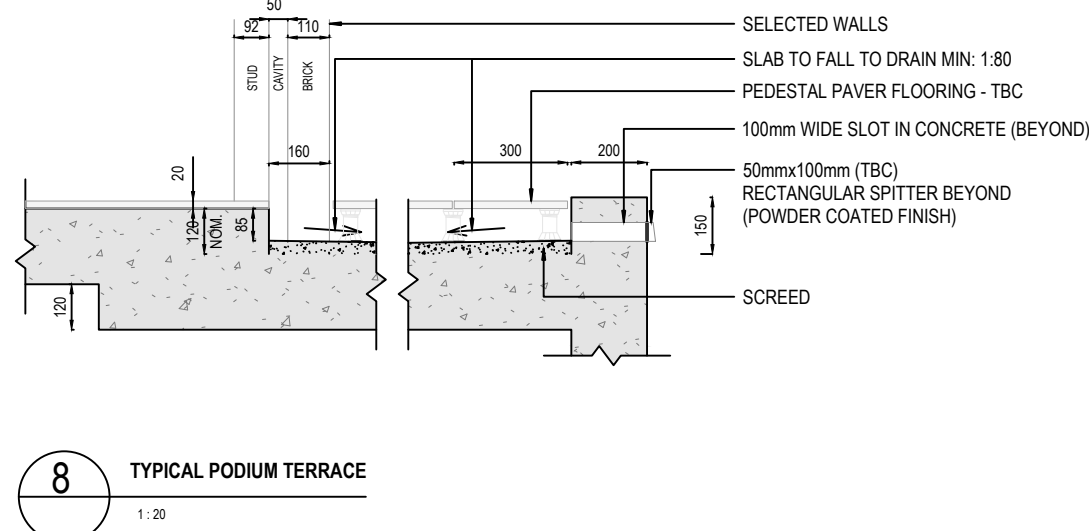 50
92
110
SELECTED WALLS
STUD
CAVITY
BRICK
SLAB TO FALL TO DRAIN MIN: 1:80
PEDESTAL PAVER FLOORING - TBC
100mm WIDE SLOT IN CONCRETE (BEYOND)
160
300
200
20
50mmx100mm (TBC)
RECTANGULAR SPITTER BEYOND
(POWDER COATED FINISH)
120
NOM.
85
150
SCREED
120
8
TYPICAL PODIUM TERRACE
1 : 20